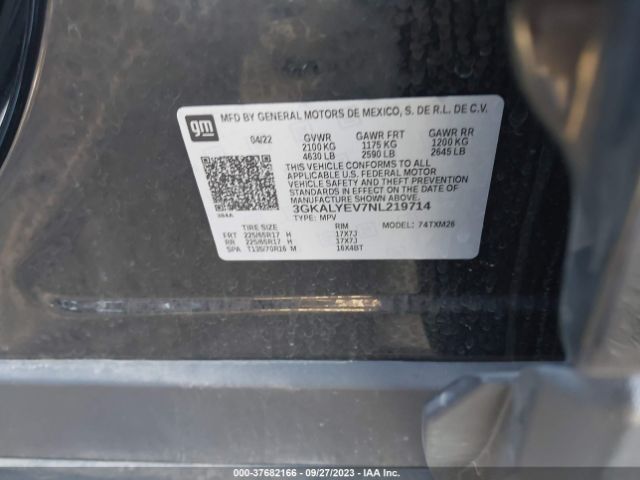 gm
MFD BY GENERAL MOTORS DE MEXICO, S. DE R.L. DE C.V.
04/22 GVWR GAWR FRT GAWR RR
2100 KG 1175 KG 1200 KG
4630 LB 2590 LB 2645 LB
THIS VEHICLE CONFORMS TO ALL
APPLICABLE U.S. FEDERAL MOTOR
VEHICLE SAFETY AND THEFT PREVENTION
STANDARDS IN EFFECT ON THE DATE OF
MANUFACTURE SHOWN ABOVE.
3GKALYEV7NL219714
TYPE: MPV MODEL: 74TXM26
TIRE SIZE RIM
FRT 225/65R17 H 17X7J
RR 225/65R17 H 17X7J
SPA T135/70R16 M 16X4BT
000-37682166 - 09/27/2023 - IAA Inc.